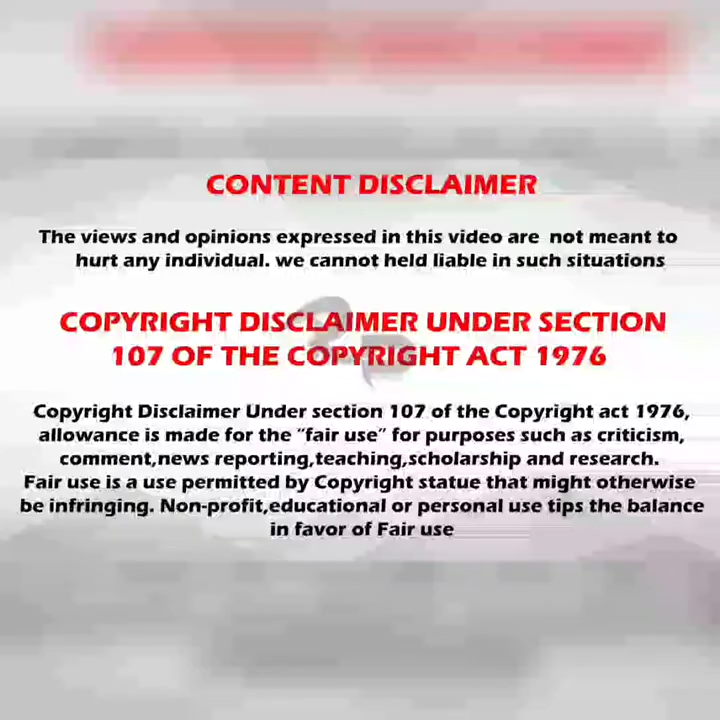 CONTENT DISCLAIMER
The views and opinions expressed in this video are not meant to
hurt any individual. we cannot held liable in such situations
COPYRIGHT DISCLAIMER UNDER SECTION
107 OF THE COPYRIGHT ACT 1976
Copyright Disclaimer Under section 107 of the Copyright act 1976,
allowance is made for the “fair use” for purposes such as criticism,
comment,news reporting,teaching,scholarship and research.
Fair use is a use permitted by Copyright statue that might otherwise
be infringing. Non-profit,educational or personal use tips the balance
in favor of Fair use